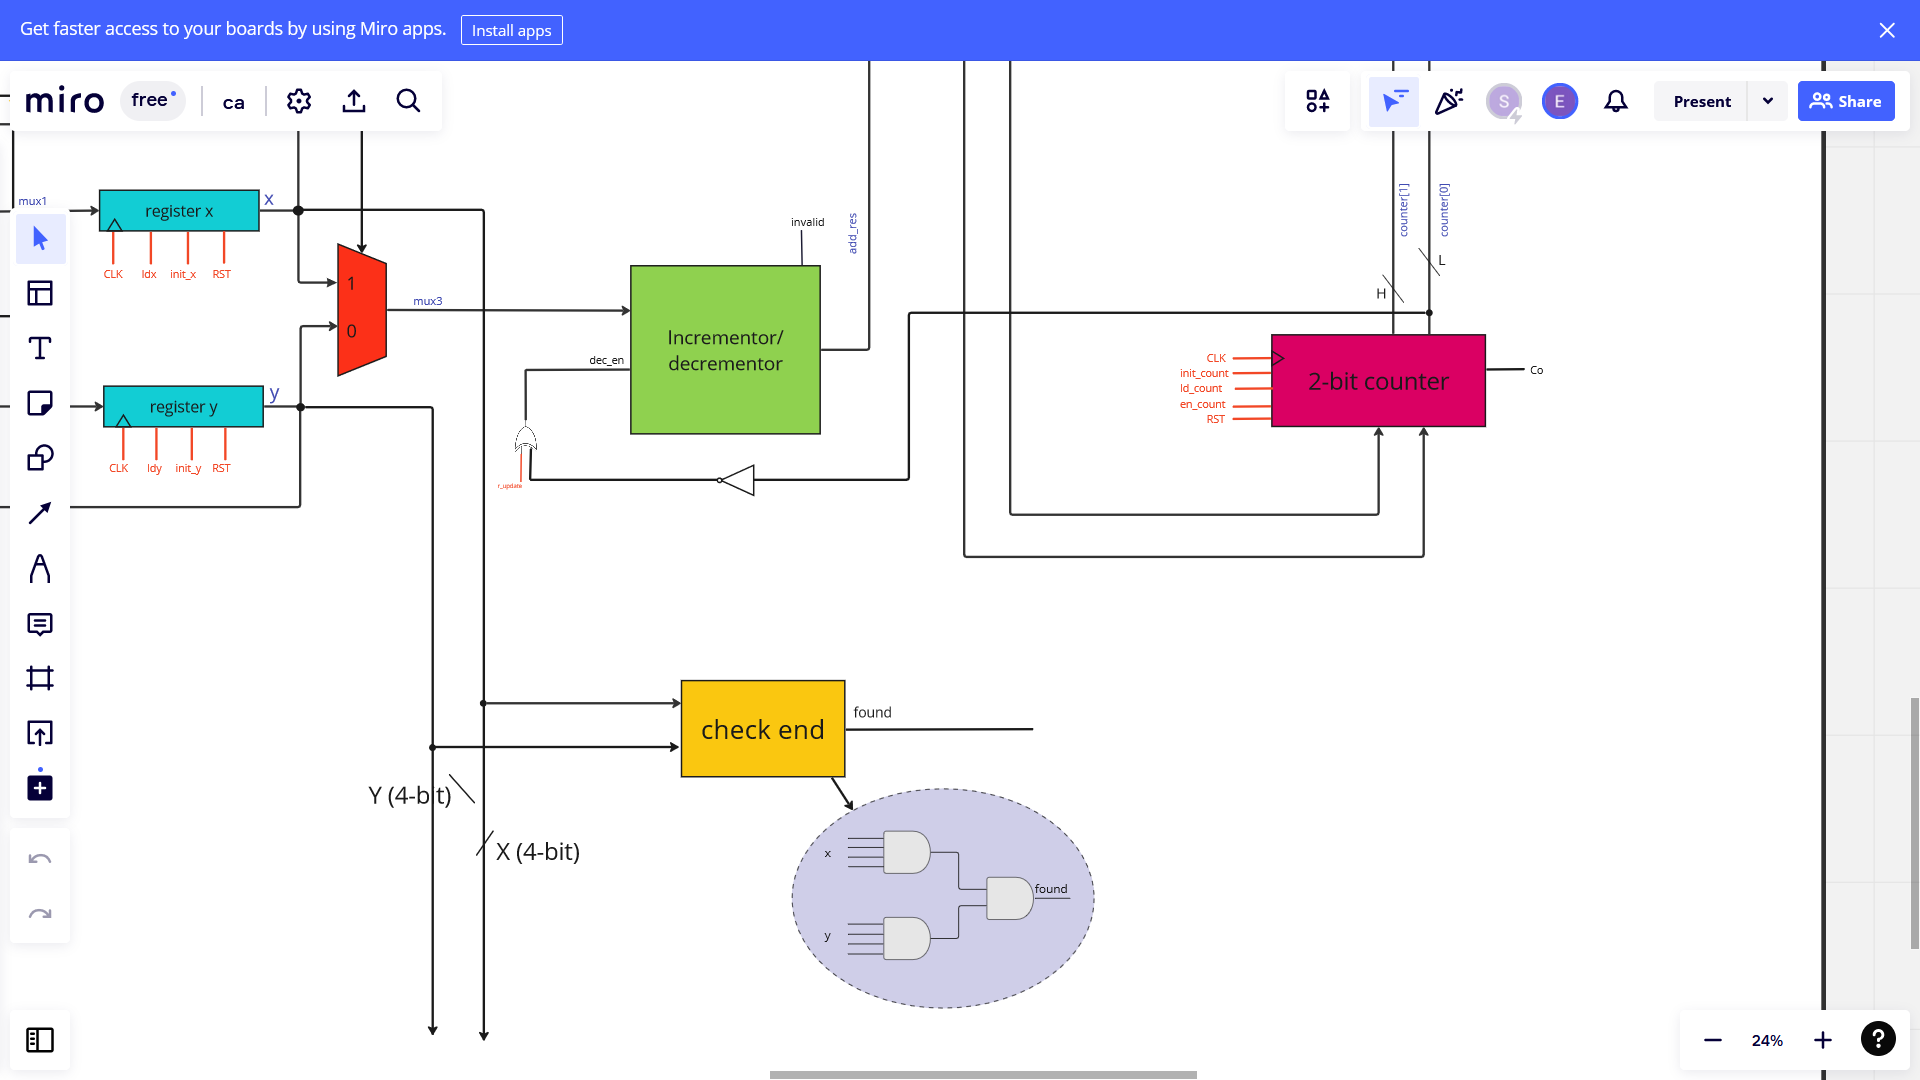 Get faster access to your boards by using Miro apps.
Install apps
miro
free
ca
S
E
Present
Share
mux1
register x
x
CLK
ldx
init_x
RST
1
0
mux3
invalid
add_res
Incrementor/
decrementor
dec_en
r_update
counter[1]
counter[0]
L
H
CLK
init_count
ld_count
en_count
RST
2-bit counter
Co
register y
y
CLK
ldy
init_y
RST
check end
found
Y (4-bit)
X (4-bit)
x
y
found
24%
?